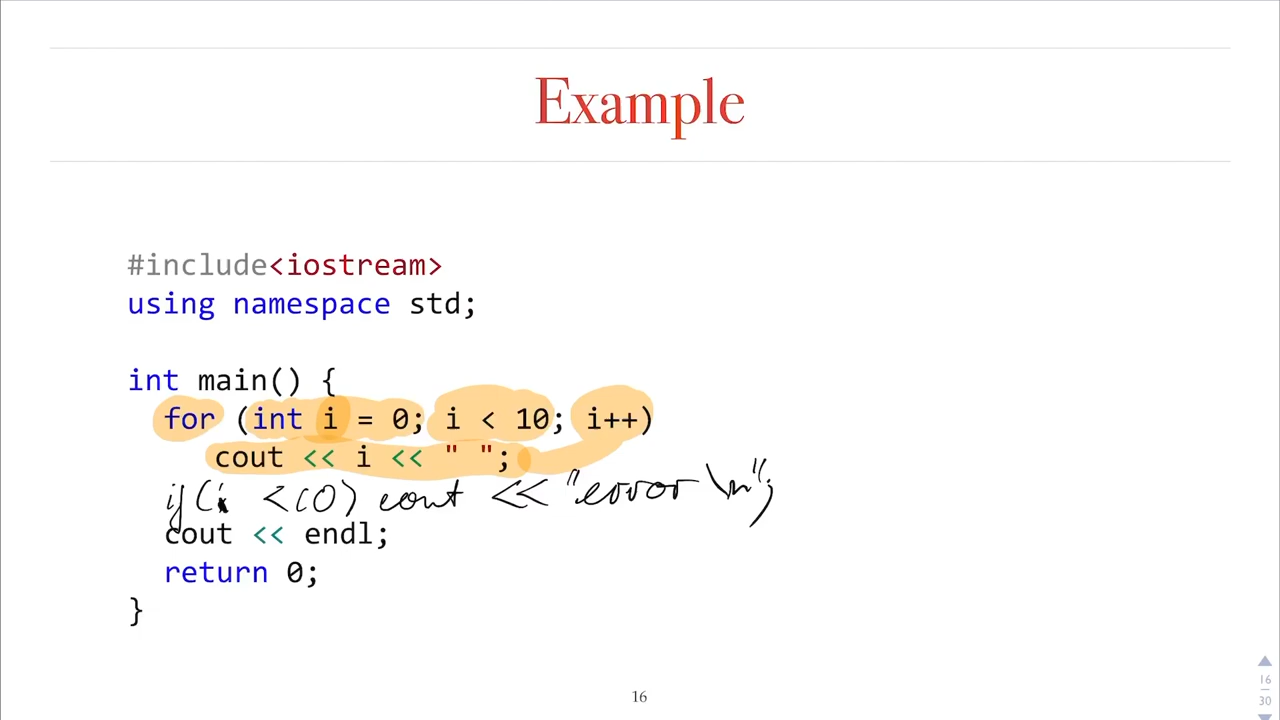 Example
#include<iostream>
using namespace std;
int main() {
for (int i = 0; i < 10; i++)
cout << i << " ";
if (i < 10) cout << "error \n";
cout << endl;
return 0;
}
16
16
30